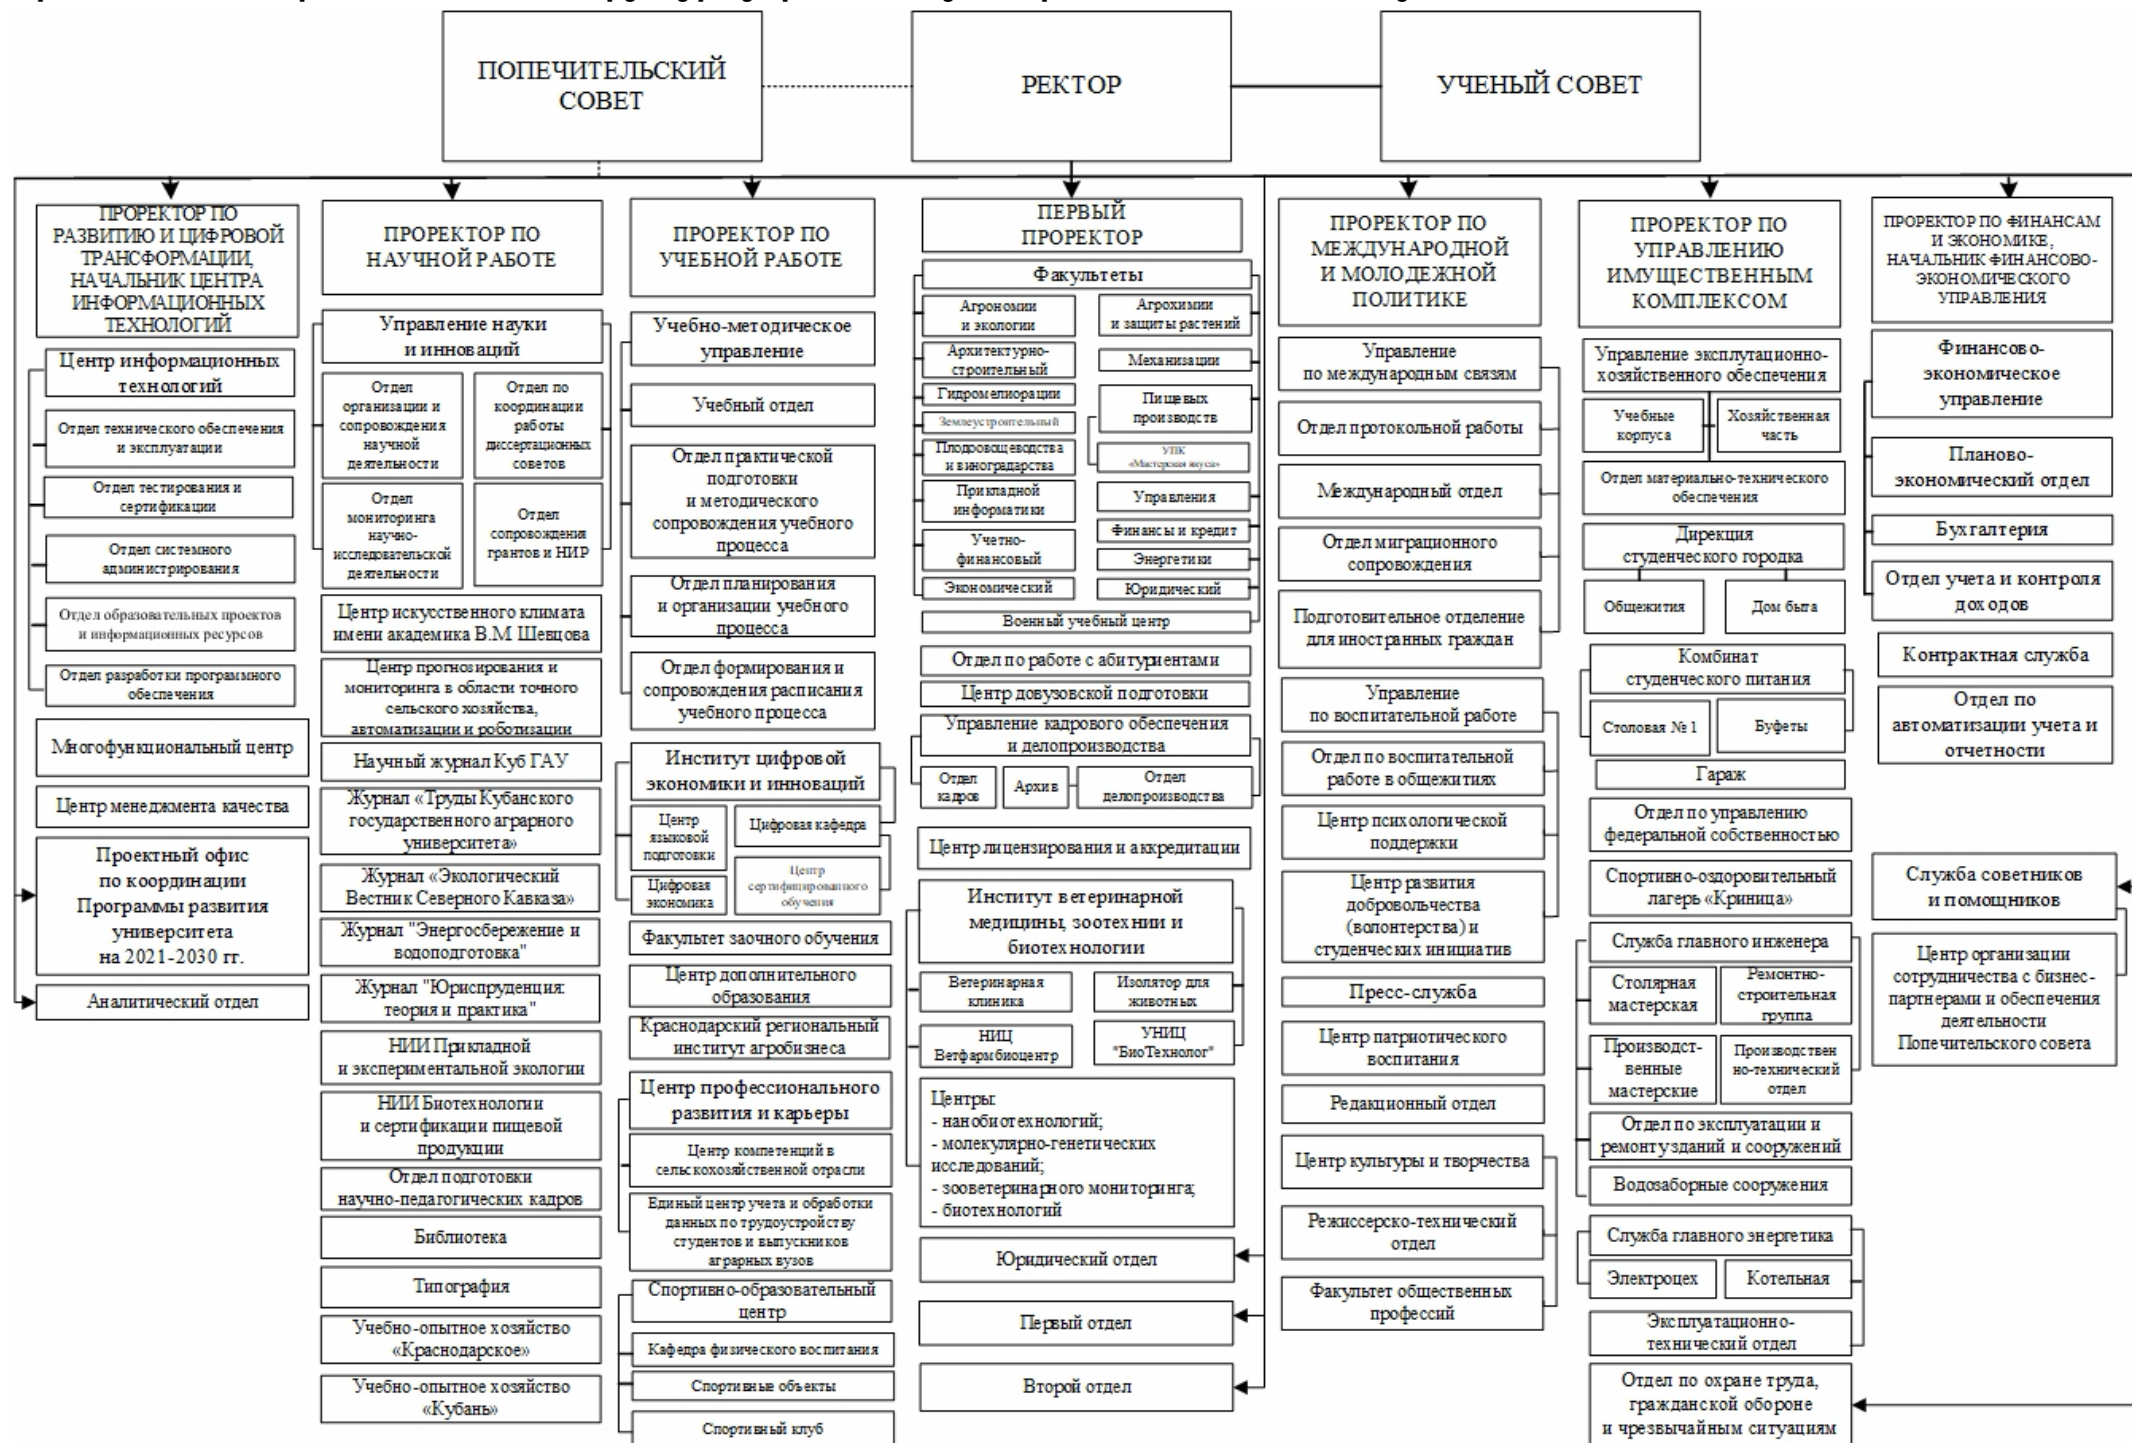 ПОПЕЧИТЕЛЬСКИЙ
СОВЕТ
РЕКТОР
УЧЕНЫЙ СОВЕТ
ПРОРЕКТОР ПО
РАЗВИТИЮ И ЦИФРОВОЙ
ТРАНСФОРМАЦИИ,
НАЧАЛЬНИК ЦЕНТРА
ИНФОРМАЦИОННЫХ
ТЕХНОЛОГИЙ
Центр информационных
технологий
Отдел технического обеспечения
и эксплуатации
Отдел тестирования и
сертификации
Отдел системного
администрирования
Отдел образовательных проектов
и информационных ресурсов
Отдел разработки программного
обеспечения
Многофункциональный центр
Центр менеджмента качества
Проектный офис
по координации
Программы развития
университета
на 2021-2030 гг.
Аналитический отдел
ПРОРЕКТОР ПО
НАУЧНОЙ РАБОТЕ
Управление науки
и инноваций
Отдел
организации и
сопровождения
научной
деятельности
Отдел по
координации
работы
диссертационных
советов
Отдел
мониторинга
научно-
исследовательской
деятельности
Отдел
сопровождения
грантов и НИР
Центр искусственного климата
имени академика В.М. Шевцова
Центр прогнозирования и
мониторинга в области точного
сельского хозяйства,
автоматизации и роботизации
Научный журнал Куб ГАУ
Журнал «Труды Кубанского
государственного аграрного
университета»
Журнал «Экологический
Вестник Северного Кавказа»
Журнал "Энергосбережение и
водоподготовка"
Журнал "Юриспруденция:
теория и практика"
НИИ Прикладной
и экспериментальной экологии
НИИ Биотехнологии
и сертификации пищевой
продукции
Отдел подготовки
научно-педагогических кадров
Библиотека
Типография
Учебно-опытное хозяйство
«Краснодарское»
Учебно-опытное хозяйство
«Кубань»
ПРОРЕКТОР ПО
УЧЕБНОЙ РАБОТЕ
Учебно-методическое
управление
Учебный отдел
Отдел практической
подготовки
и методического
сопровождения учебного
процесса
Отдел планирования
и организации учебного
процесса
Отдел формирования и
сопровождения расписания
учебного процесса
Институт цифровой
экономики и инноваций
Центр
языковой
подготовки
Цифровая кафедра
Цифровая
экономика
Центр
сертифицированного
обучения
Факультет заочного обучения
Центр дополнительного
образования
Краснодарский региональный
институт агробизнеса
Центр профессионального
развития и карьеры
Центр компетенций в
сельскохозяйственной отрасли
Единый центр учета и обработки
данных по трудоустройству
студентов и выпускников
аграрных вузов
Спортивно-образовательный
центр
Кафедра физического воспитания
Спортивные объекты
Спортивный клуб
ПЕРВЫЙ
ПРОРЕКТОР
Факультеты
Агрономии
и экологии
Агрохимии
и защиты растений
Архитектурно-
строительный
Механизации
Гидромелиорации
Пищевых
производств
Землеустроительный
Плодоовощеводства
и виноградарства
УПК
«Мастерская вкуса»
Прикладной
информатики
Управления
Финансы и кредит
Учетно-
финансовый
Энергетики
Экономический
Юридический
Военный учебный центр
Отдел по работе с абитуриентами
Центр довузовской подготовки
Управление кадрового обеспечения
и делопроизводства
Отдел
кадров
Архив
Отдел
делопроизводства
Центр лицензирования и аккредитации
Институт ветеринарной
медицины, зоотехнии и
биотехнологии
Ветеринарная
клиника
Изолятор для
животных
НИЦ
Ветфармбиоцентр
УНИЦ
"БиоТехнолог"
Центры:
- нанобиотехнологий;
- молекулярно-генетических
исследований;
- зооветеринарного мониторинга;
- биотехнологий
Юридический отдел
Первый отдел
Второй отдел
ПРОРЕКТОР ПО
МЕЖДУНАРОДНОЙ
И МОЛОДЕЖНОЙ
ПОЛИТИКЕ
Управление
по международным связям
Отдел протокольной работы
Международный отдел
Отдел миграционного
сопровождения
Подготовительное отделение
для иностранных граждан
Управление
по воспитательной работе
Отдел по воспитательной
работе в общежитиях
Центр психологической
поддержки
Центр развития
добровольчества
(волонтерства) и
студенческих инициатив
Пресс-служба
Центр патриотического
воспитания
Редакционный отдел
Центр культуры и творчества
Режиссерско-технический
отдел
Факультет общественных
профессий
ПРОРЕКТОР ПО
УПРАВЛЕНИЮ
ИМУЩЕСТВЕННЫМ
КОМПЛЕКСОМ
Управление эксплутационно-
хозяйственного обеспечения
Учебные
корпуса
Хозяйственная
часть
Отдел материально-технического
обеспечения
Дирекция
студенческого городка
Общежития
Дом быта
Комбинат
студенческого питания
Столовая № 1
Буфеты
Гараж
Отдел по управлению
федеральной собственностью
Спортивно-оздоровительный
лагерь «Криница»
Служба главного инженера
Столярная
мастерская
Ремонтно-
строительная
группа
Производст-
венные
мастерские
Производствен
но-технический
отдел
Отдел по эксплуатации и
ремонту зданий и сооружений
Водозаборные сооружения
Служба главного энергетика
Электроцех
Котельная
Эксплуатационно-
технический отдел
Отдел по охране труда,
гражданской обороне
и чрезвычайным ситуациям
ПРОРЕКТОР ПО ФИНАНСАМ
И ЭКОНОМИКЕ,
НАЧАЛЬНИК ФИНАНСОВО-
ЭКОНОМИЧЕСКОГО
УПРАВЛЕНИЯ
Финансово-
экономическое
управление
Планово-
экономический отдел
Бухгалтерия
Отдел учета и контроля
доходов
Контрактная служба
Отдел по
автоматизации учета и
отчетности
Служба советников
и помощников
Центр организации
сотрудничества с бизнес-
партнерами и обеспечения
деятельности
Попечительского совета